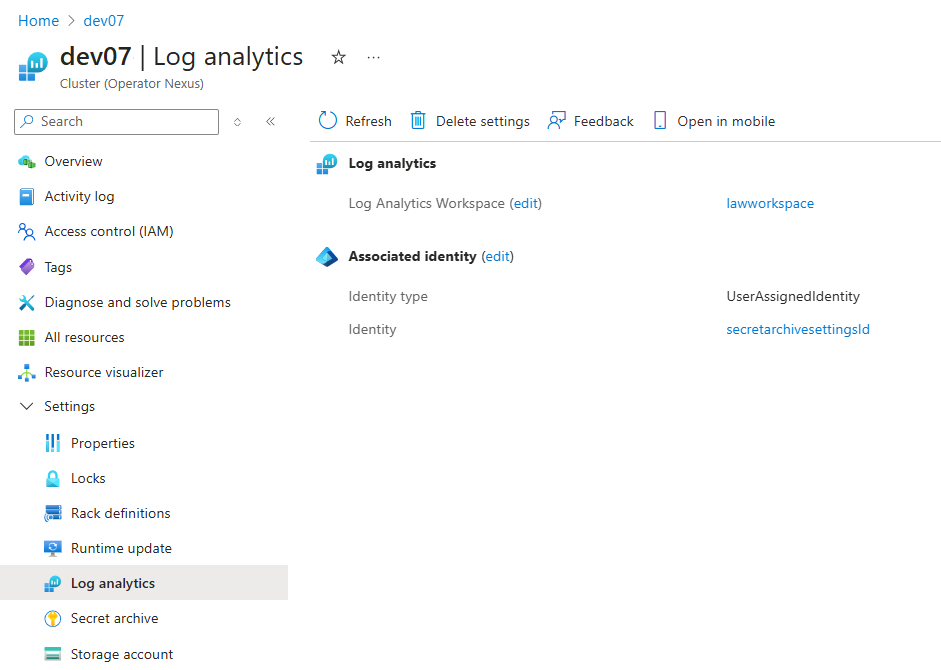 Home > dev07
dev07 | Log analytics
Cluster (Operator Nexus)
Search
Refresh Delete settings Feedback Open in mobile
Overview
Activity log
Access control (IAM)
Tags
Diagnose and solve problems
All resources
Resource visualizer
Settings
Properties
Locks
Rack definitions
Runtime update
Log analytics
Secret archive
Storage account
Log analytics
Log Analytics Workspace (edit) lawworkspace
Associated identity (edit)
Identity type UserAssignedIdentity
Identity secretarchivesettingsId